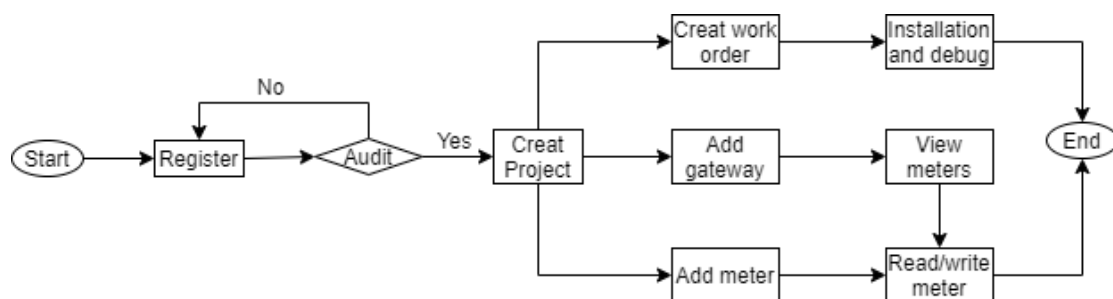 Creat work
order
Installation
and debug
No
Start
Register
Audit
Yes
Creat
Project
Add
gateway
View
meters
End
Add meter
Read/write
meter